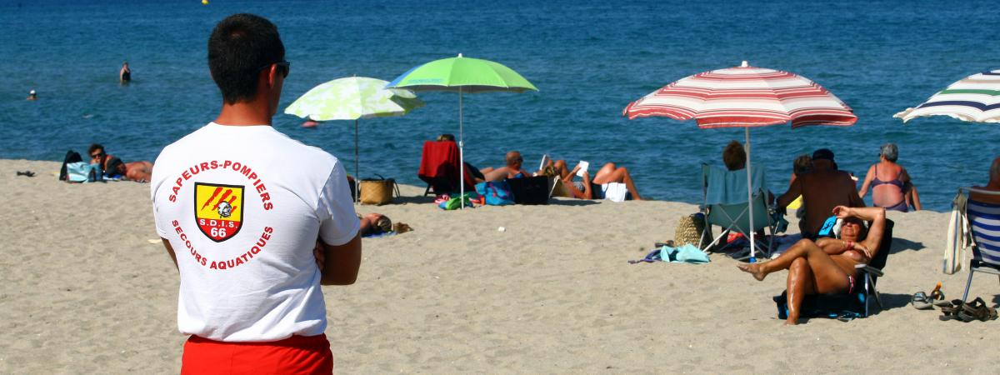 SAPEURS-POMPIERS
S.D.I.S.
66
SECOURS AQUATIQUES